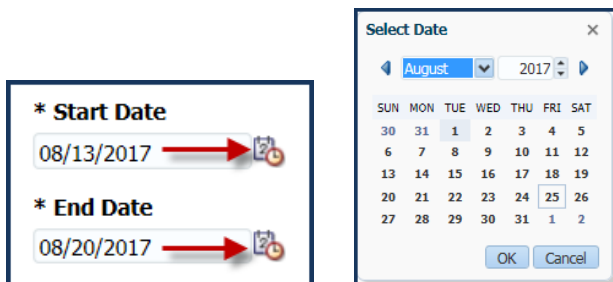 * Start Date
08/13/2017
* End Date
08/20/2017
Select Date
August 2017
SUN MON TUE WED THU FRI SAT
30 31 1 2 3 4 5
6 7 8 9 10 11 12
13 14 15 16 17 18 19
20 21 22 23 24 25 26
27 28 29 30 31 1 2
OK Cancel